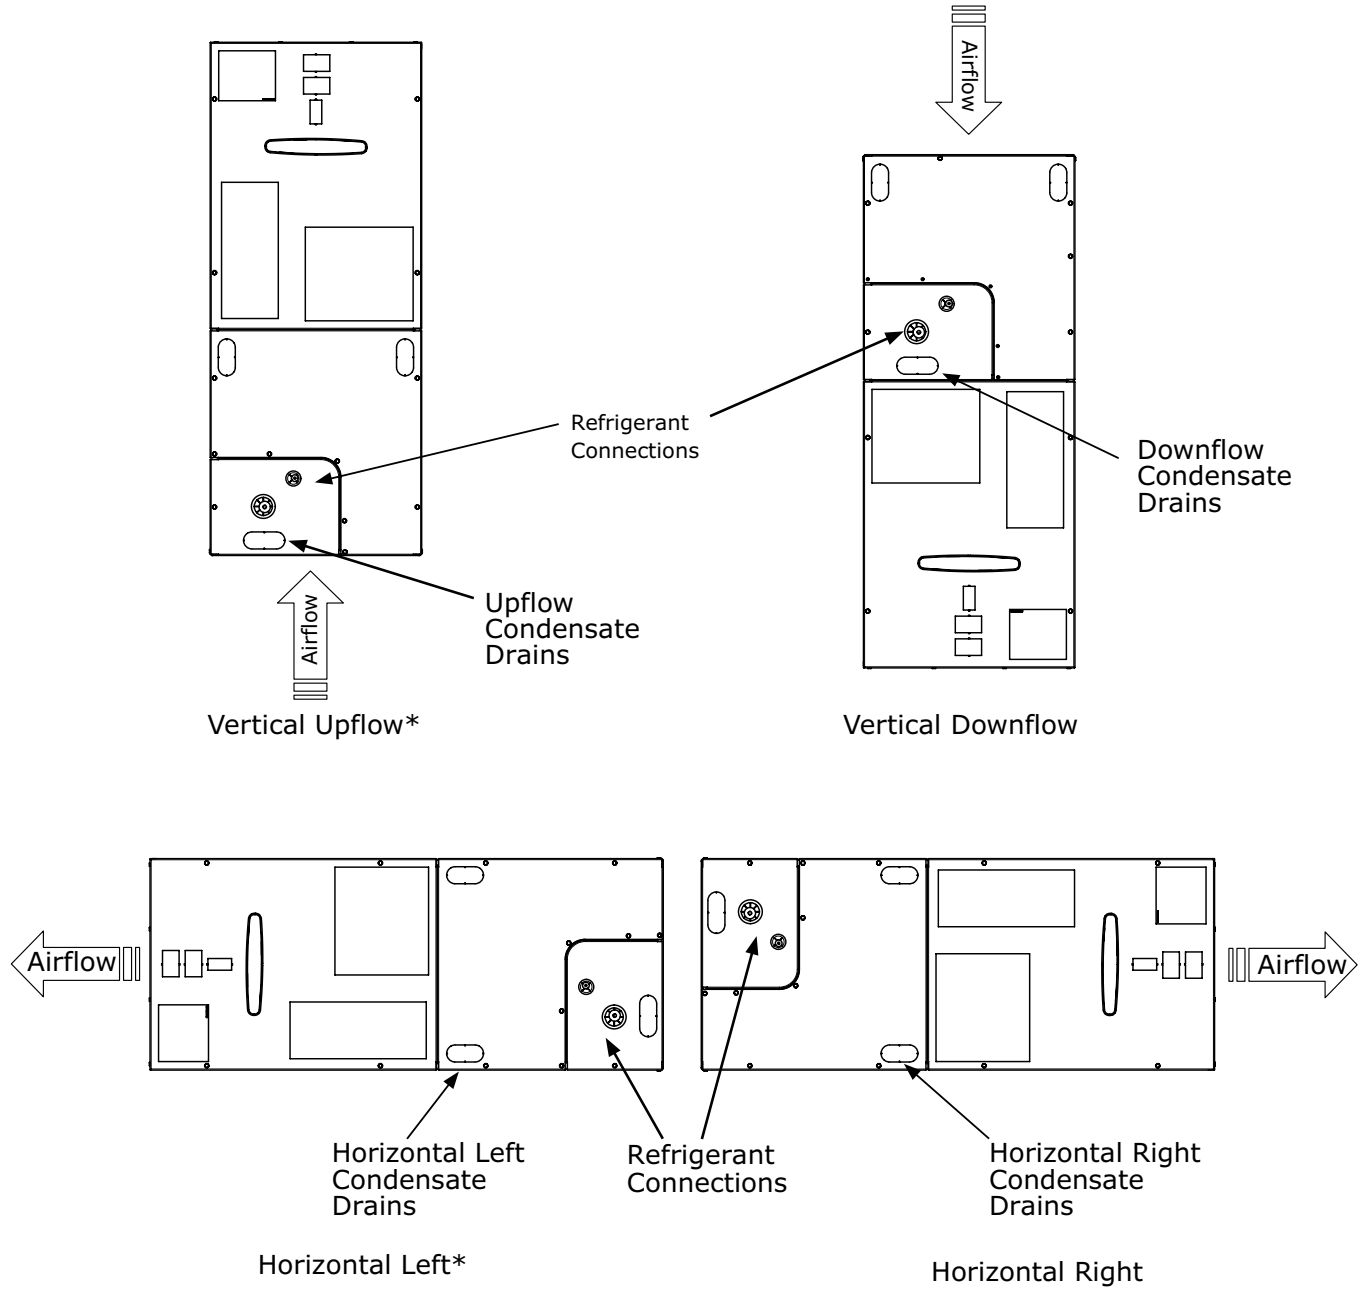 Airflow
Refrigerant
Connections
Downflow
Condensate
Drains
Upflow
Condensate
Drains
Airflow
Vertical Upflow*
Vertical Downflow
Airflow
Airflow
Horizontal Left
Condensate
Drains
Refrigerant
Connections
Horizontal Right
Condensate
Drains
Horizontal Left*
Horizontal Right